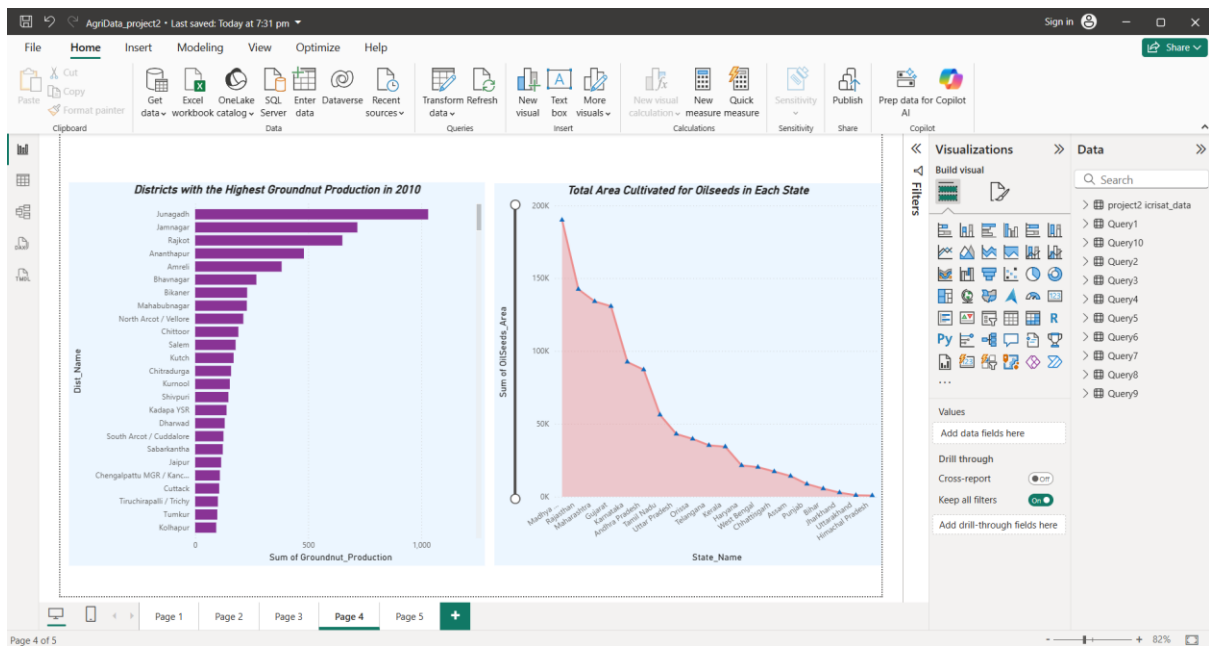 AgriData_project2 • Last saved: Today at 7:31 pm
Sign in
File Home Insert Modeling View Optimize Help
Share
Paste
Cut
Copy
Format painter
Get data
Excel workbook
OneLake catalog
SQL Server
Enter data
Dataverse
Recent sources
Transform data
Refresh
New visual
Text box
More visuals
New visual calculation
New measure
Quick measure
Sensitivity
Publish
Prep data for AI
Copilot
Clipboard
Data
Queries
Insert
Calculations
Sensitivity
Share
Copilot
DAX
TMDL
Districts with the Highest Groundnut Production in 2010
Dist_Name
Junagadh
Jamnagar
Rajkot
Ananthapur
Amreli
Bhavnagar
Bikaner
Mahabubnagar
North Arcot / Vellore
Chittoor
Salem
Kutch
Chitradurga
Kurnool
Shivpuri
Kadapa YSR
Dharwad
South Arcot / Cuddalore
Sabarkantha
Jaipur
Chengalpattu MGR / Kanc...
Cuttack
Tiruchirapalli / Trichy
Tumkur
Kolhapur
0 500 1,000
Sum of Groundnut_Production
Total Area Cultivated for Oilseeds in Each State
Sum of OilSeeds_Area
200K
150K
100K
50K
0K
Madhya ...
Rajasthan
Maharashtra
Gujarat
Karnataka
Andhra Pradesh
Tamil Nadu
Uttar Pradesh
Orissa
Telangana
Kerala
Haryana
West Bengal
Chhattisgarh
Assam
Punjab
Bihar
Jharkhand
Uttarakhand
Himachal Pradesh
State_Name
Filters
Visualizations
Build visual
R
Py
123
...
Values
Add data fields here
Drill through
Cross-report
Off
Keep all filters
On
Add drill-through fields here
Data
Search
project2 icrisat_data
Query1
Query10
Query2
Query3
Query4
Query5
Query6
Query7
Query8
Query9
Page 1 Page 2 Page 3 Page 4 Page 5 +
Page 4 of 5
- + 82%